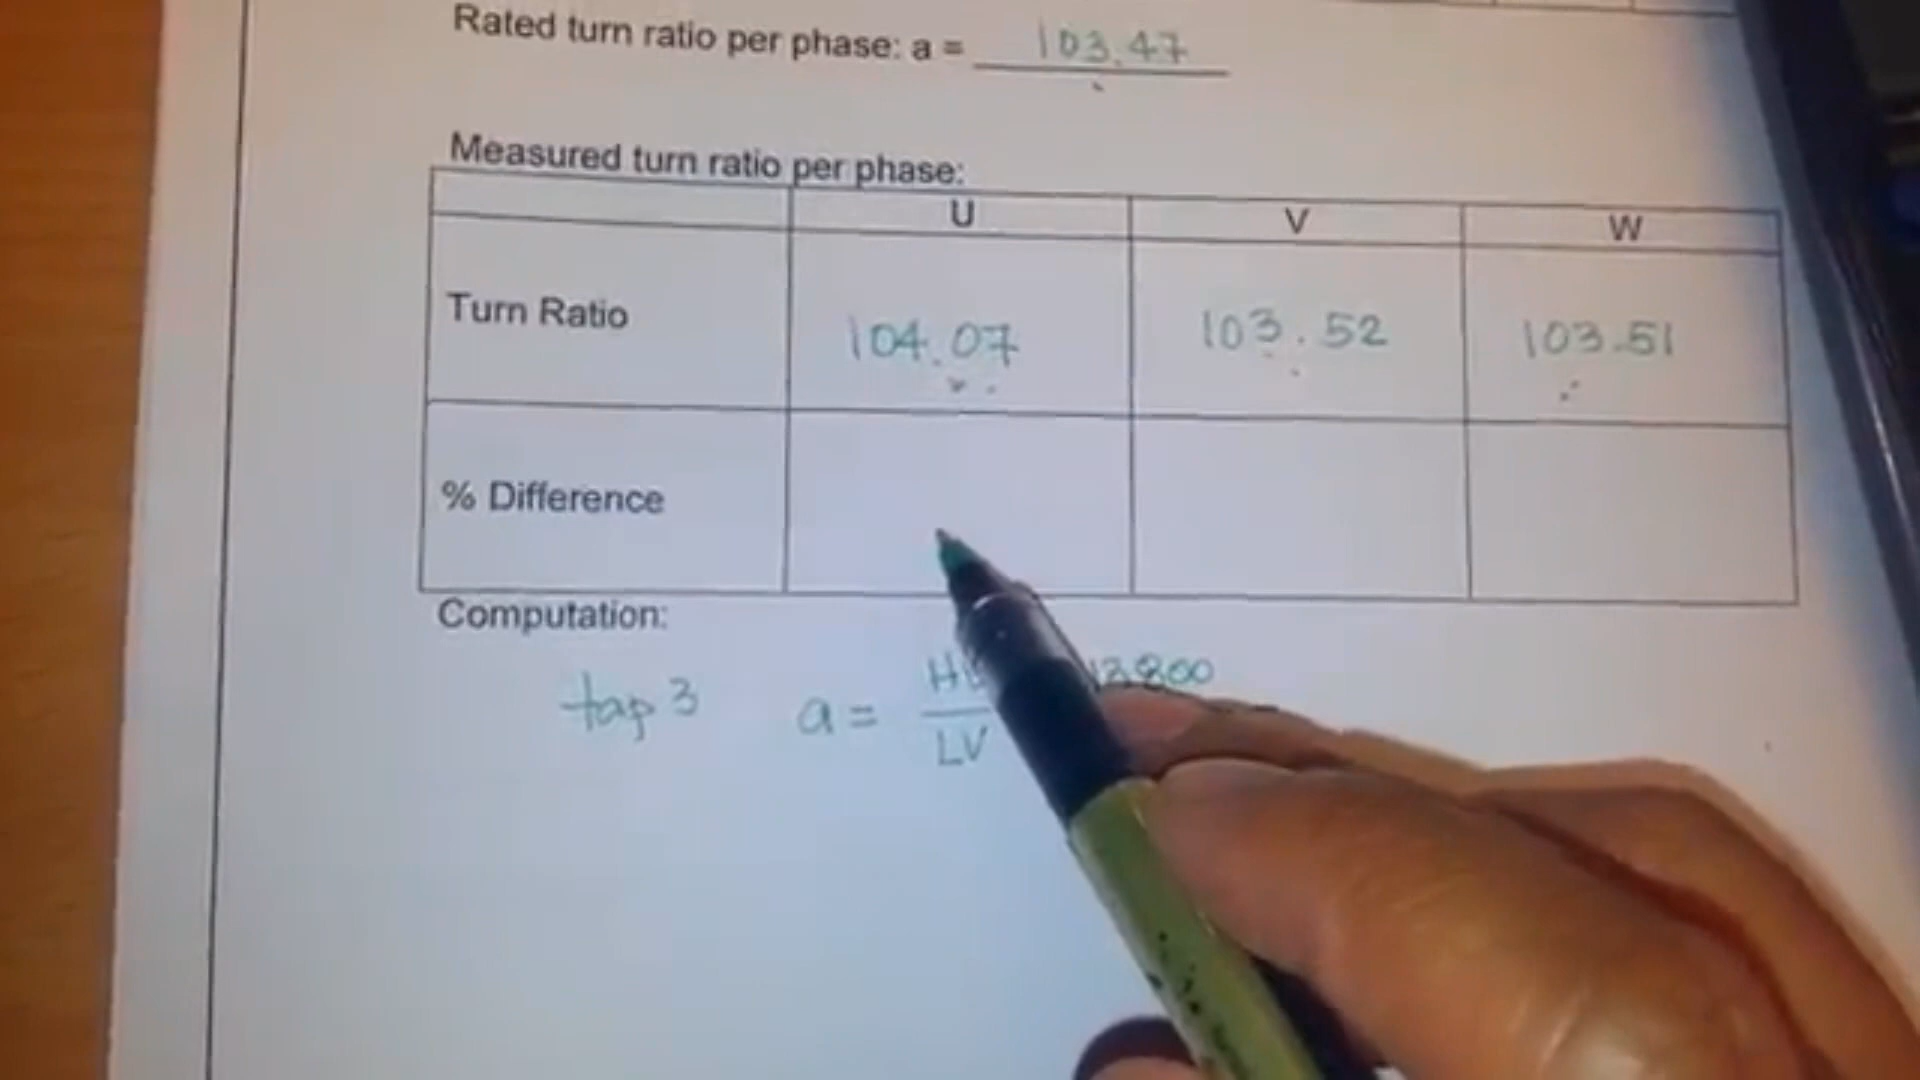 Rated turn ratio per phase: a = 103.47
Measured turn ratio per phase:
U V W
Turn Ratio 104.07 103.52 103.51
% Difference
Computation:
tap 3 a = 13800
LV